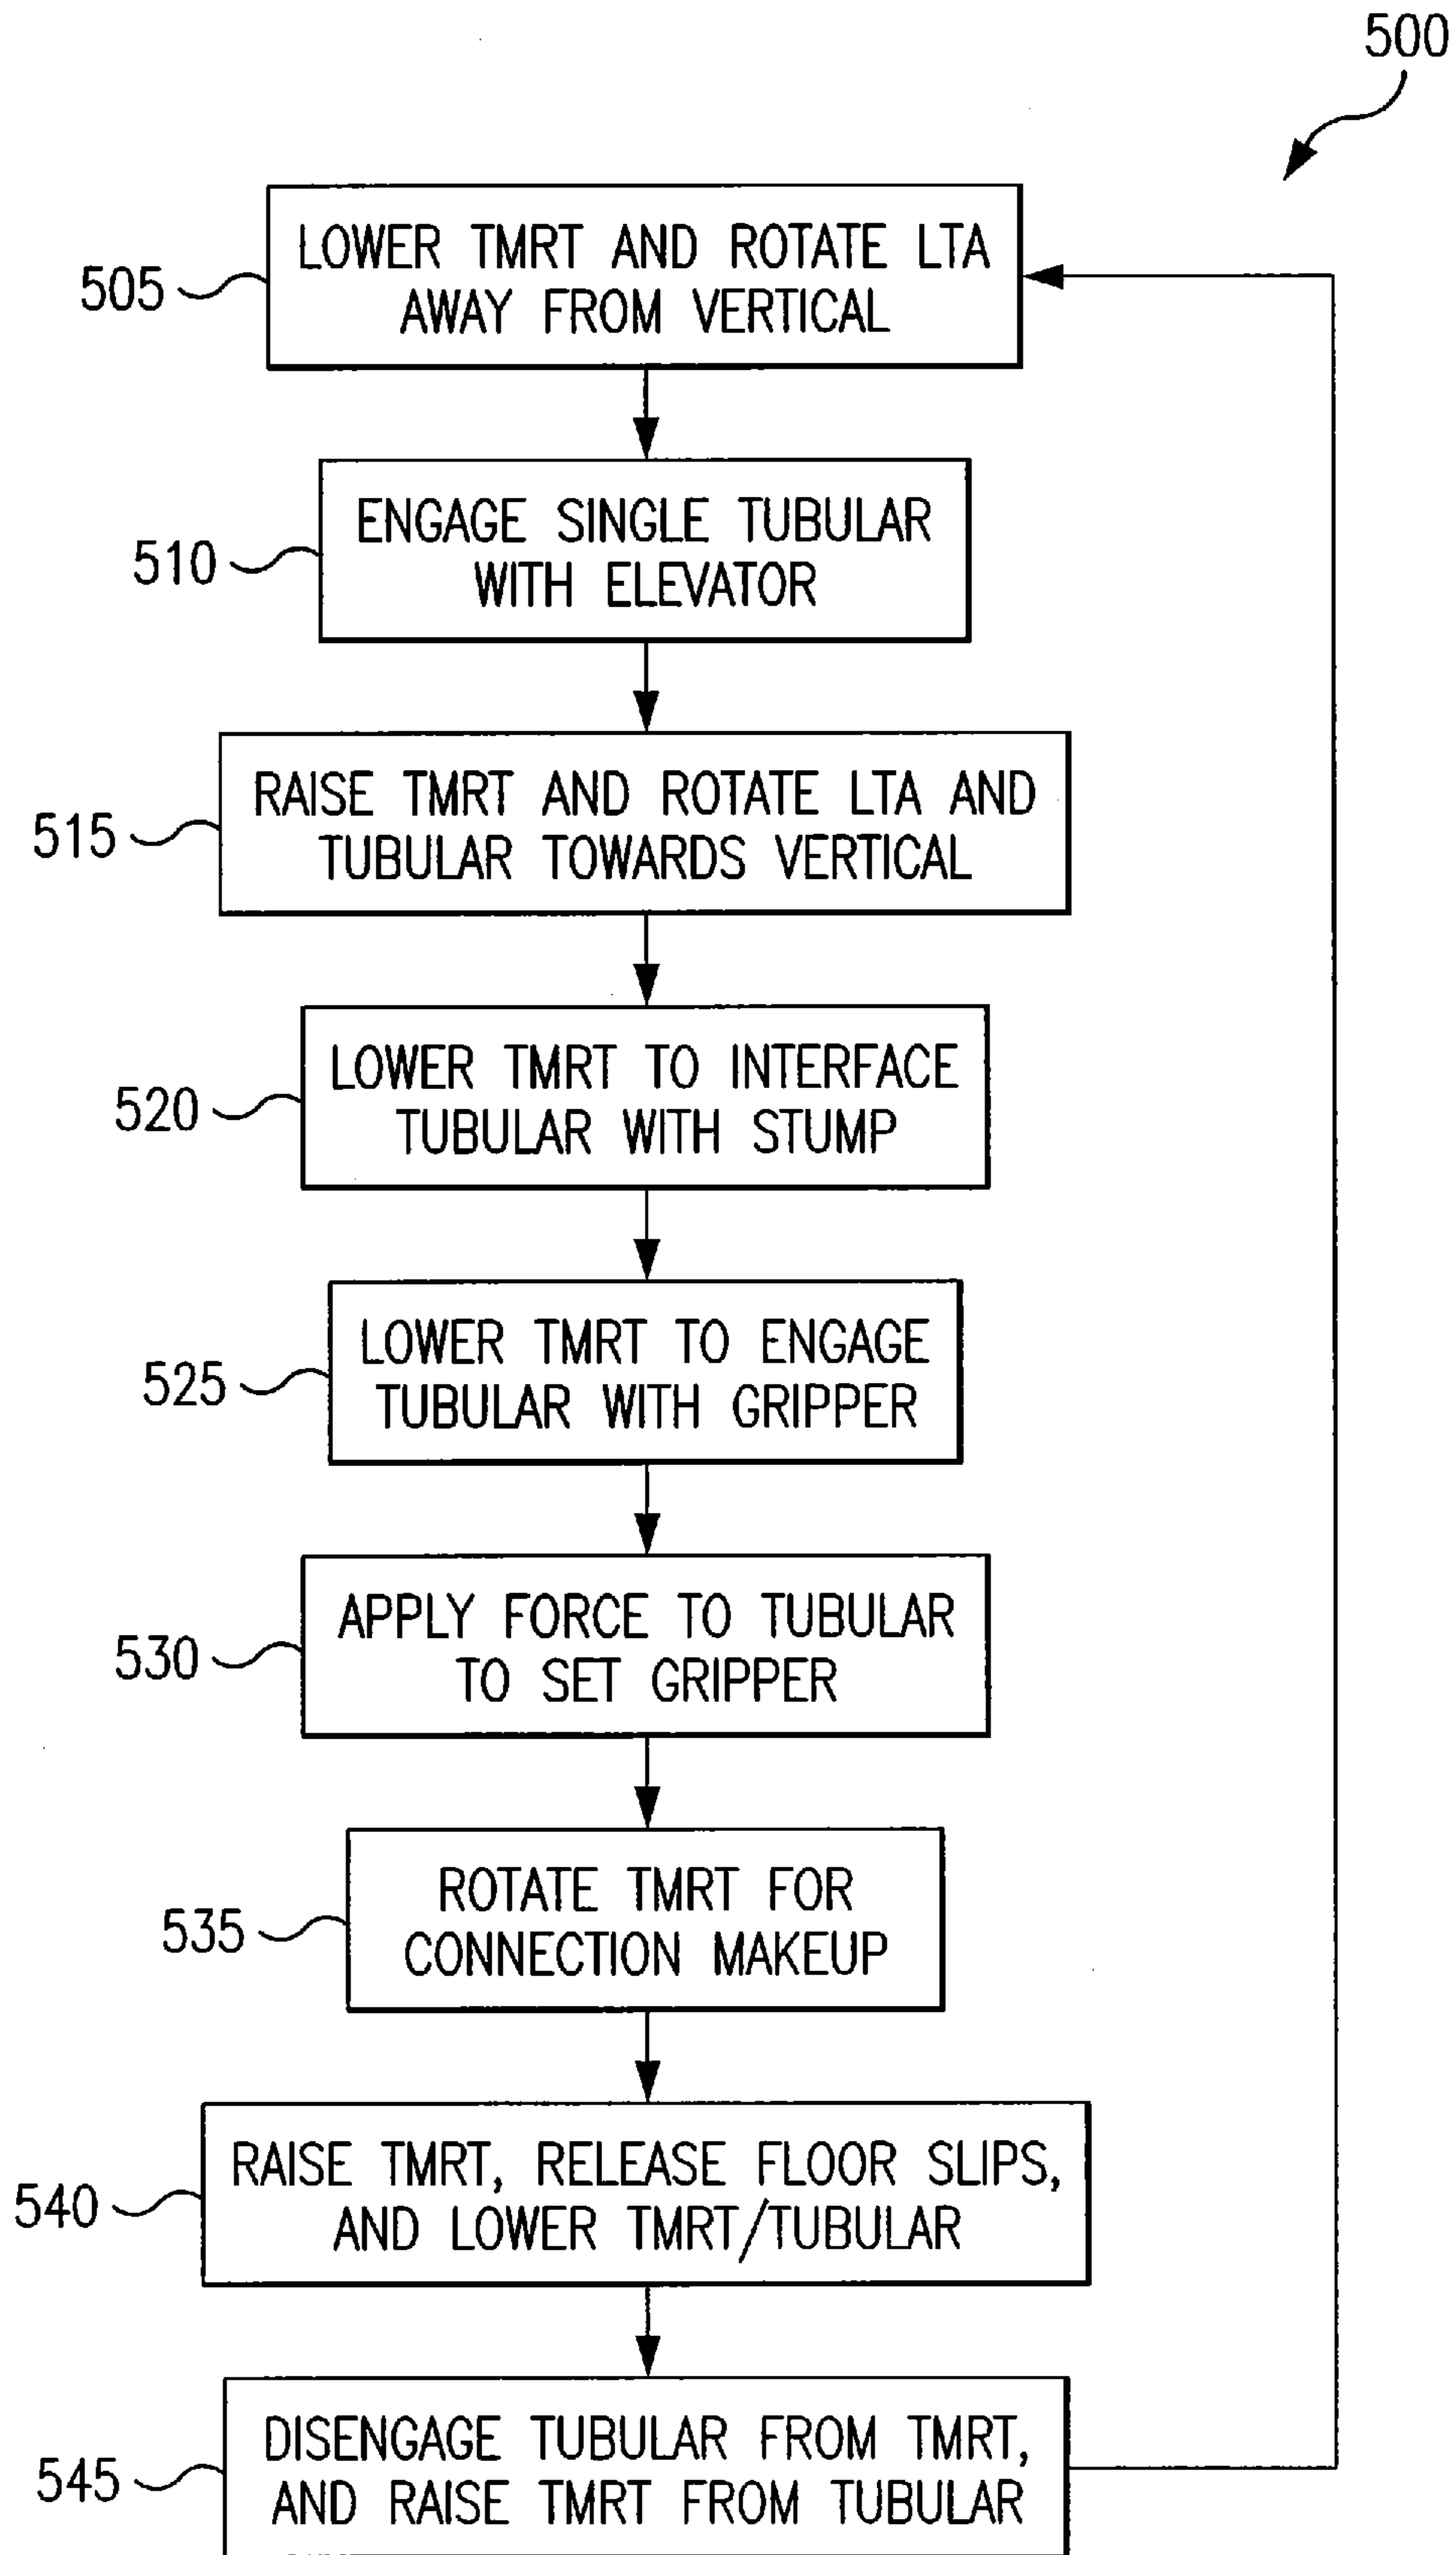 500
505
LOWER TMRT AND ROTATE LTA
AWAY FROM VERTICAL
510
ENGAGE SINGLE TUBULAR
WITH ELEVATOR
515
RAISE TMRT AND ROTATE LTA AND
TUBULAR TOWARDS VERTICAL
520
LOWER TMRT TO INTERFACE
TUBULAR WITH STUMP
525
LOWER TMRT TO ENGAGE
TUBULAR WITH GRIPPER
530
APPLY FORCE TO TUBULAR
TO SET GRIPPER
535
ROTATE TMRT FOR
CONNECTION MAKEUP
540
RAISE TMRT, RELEASE FLOOR SLIPS,
AND LOWER TMRT/TUBULAR
545
DISENGAGE TUBULAR FROM TMRT,
AND RAISE TMRT FROM TUBULAR